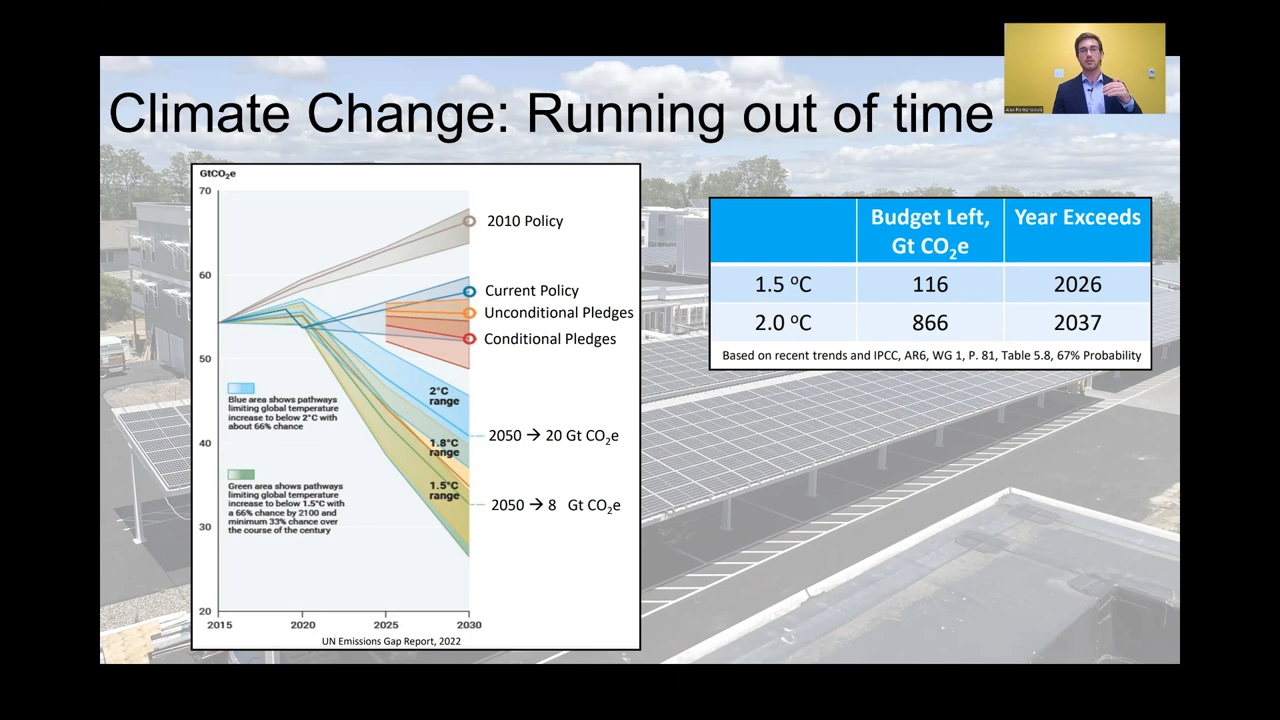 Climate Change: Running out of time
GtCO₂e
70
60
50
40
30
20
2015
2020
2025
2030
2010 Policy
Current Policy
Unconditional Pledges
Conditional Pledges
2°C
range
1.8°C
range
1.5°C
range
2050 → 20 Gt CO₂e
2050 → 8 Gt CO₂e
Blue area shows pathways
limiting global temperature
increase to below 2°C with
about 66% chance
Green area shows pathways
limiting global temperature
increase to below 1.5°C with
a 66% chance by 2100 and
minimum 33% chance over
the course of the century
UN Emissions Gap Report, 2022
Budget Left,
Gt CO₂e
Year Exceeds
1.5 ºC 116 2026
2.0 ºC 866 2037
Based on recent trends and IPCC, AR6, WG 1, P. 81, Table 5.8, 67% Probability